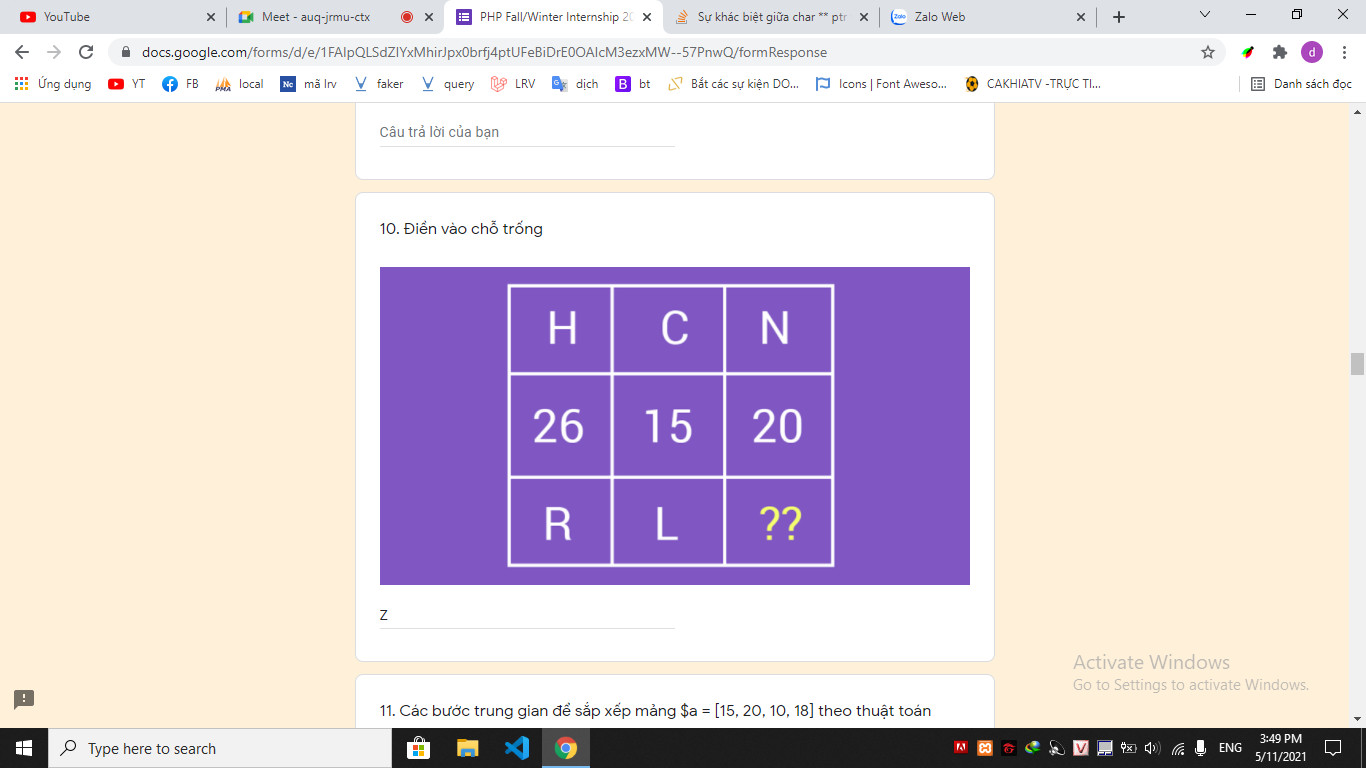 YouTube
Meet - auq-jrmu-ctx
PHP Fall/Winter Internship 20
Sự khác biệt giữa char ** ptr
Zalo Web
docs.google.com/forms/d/e/1FAIpQLSdZIYxMhirJpx0brfj4ptUFeBiDrE0OAIcM3ezxMW--57PnwQ/formResponse
d
Ứng dụng
YT
FB
local
mã lrv
faker
query
LRV
dịch
bt
Bắt các sự kiện DO...
Icons | Font Aweso...
CAKHIATV -TRỰC TI...
Danh sách đọc
Câu trả lời của bạn
10. Điền vào chỗ trống
H C N
26 15 20
R L ??
Z
Activate Windows
Go to Settings to activate Windows.
11. Các bước trung gian để sắp xếp mảng $a = [15, 20, 10, 18] theo thuật toán
Type here to search
ENG
3:49 PM
5/11/2021